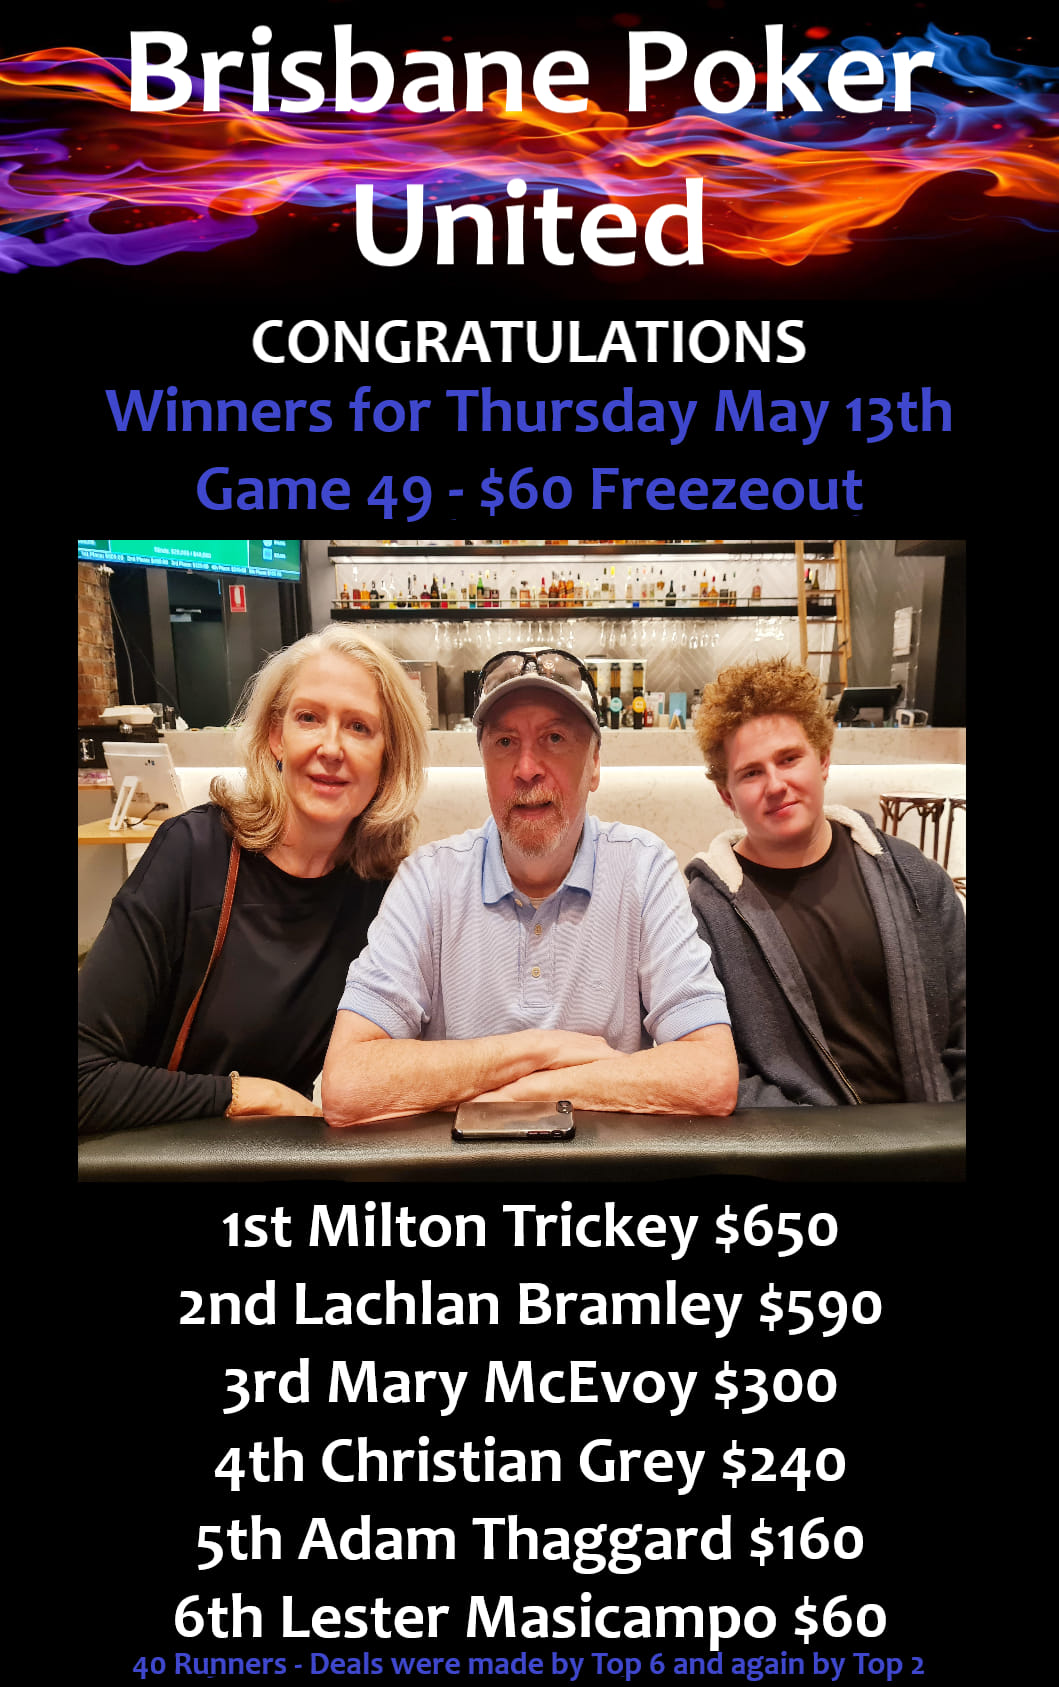 Brisbane Poker
United
CONGRATULATIONS
Winners for Thursday May 13th
Game 49 - $60 Freezeout
1st Milton Trickey $650
2nd Lachlan Bramley $590
3rd Mary McEvoy $300
4th Christian Grey $240
5th Adam Thaggard $160
6th Lester Masicampo $60
40 Runners - Deals were made by Top 6 and again by Top 2